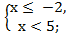 x ≤ −2,
x < 5;